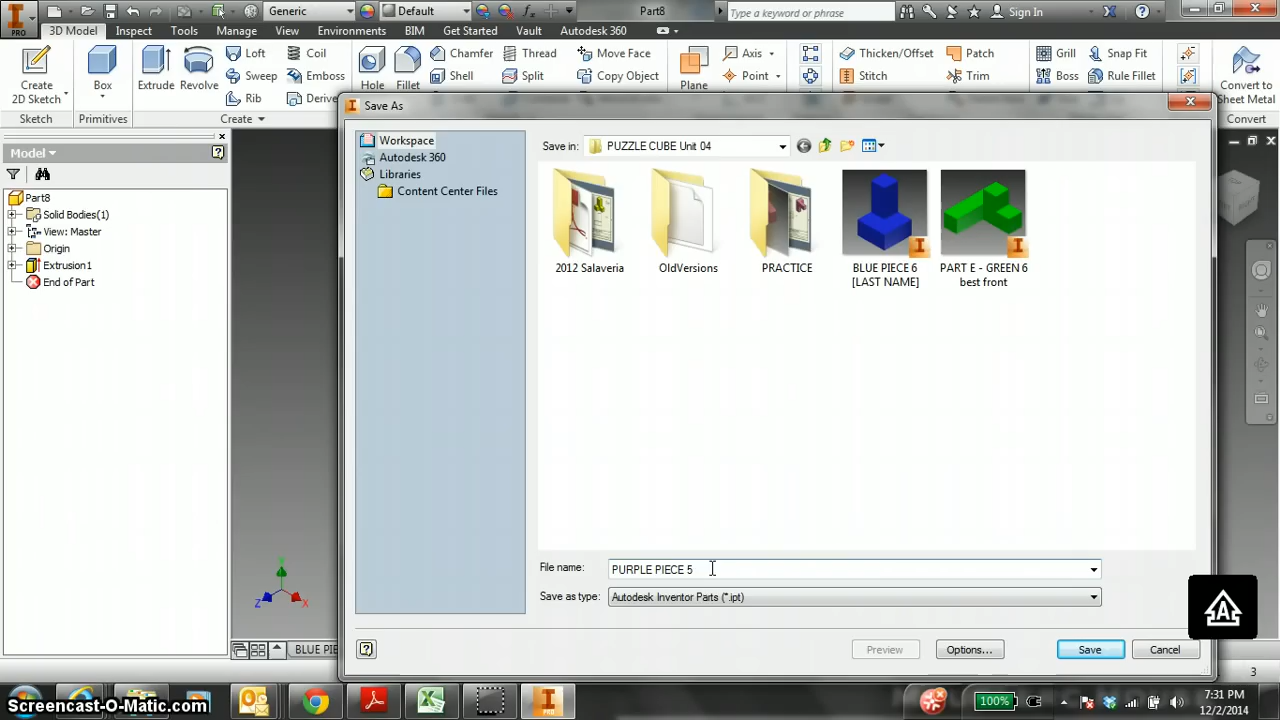 Generic
Default
Part8
Type a keyword or phrase
Sign In
PRO
3D Model
Inspect
Tools
Manage
View
Environments
BIM
Get Started
Vault
Autodesk 360
Create
2D Sketch
Box
Extrude
Revolve
Loft
Coil
Sweep
Emboss
Rib
Derive
Hole
Fillet
Chamfer
Thread
Move Face
Shell
Split
Copy Object
Plane
Axis
Point
Thicken/Offset
Patch
Stitch
Trim
Grill
Snap Fit
Boss
Rule Fillet
Convert to
Sheet Metal
Sketch
Primitives
Create
Convert
Save As
Model
Part8
Solid Bodies(1)
View: Master
Origin
Extrusion1
End of Part
Workspace
Autodesk 360
Libraries
Content Center Files
Save in:
PUZZLE CUBE Unit 04
2012 Salaveria
OldVersions
PRACTICE
BLUE PIECE 6
[LAST NAME]
PART E - GREEN 6
best front
File name:
PURPLE PIECE 5
Save as type:
Autodesk Inventor Parts (*.ipt)
Preview
Options...
Save
Cancel
Y
Z
X
BLUE PIE
A
3
Screencast-O-Matic.com
PRO
100%
7:31 PM
12/2/2014